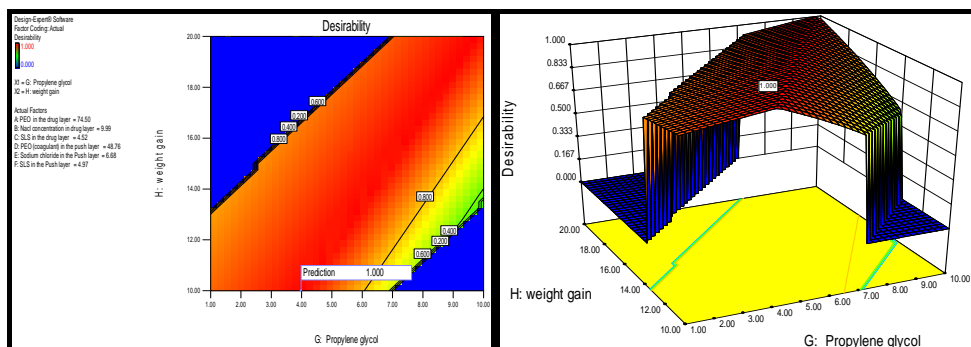 Design-Expert® Software
Factor Coding: Actual
Desirability
1.000
0.000
X1 = G: Propylene glycol
X2 = H: weight gain
Actual Factors
A: PEO in the drug layer = 74.50
B: Nacl concentration in drug layer = 9.99
C: SLS in the drug layer = 4.52
D: PEO (coagulant) in the push layer = 48.76
E: Sodium chloride in the Push layer = 6.68
F: SLS in the Push layer = 4.97
Desirability
H: weight gain
20.00
18.00
16.00
14.00
12.00
10.00
1.00 2.00 3.00 4.00 5.00 6.00 7.00 8.00 9.00 10.00
G: Propylene glycol
0.600
0.200
0.400
0.800
0.800
0.400
0.200
0.600
Prediction 1.000
Desirability
1.000
0.833
0.667
0.500
0.333
0.167
0.000
1.000
20.00
18.00
16.00
14.00
12.00
10.00
H: weight gain
1.00
2.00
3.00
4.00
5.00
6.00
7.00
8.00
9.00
10.00
G: Propylene glycol